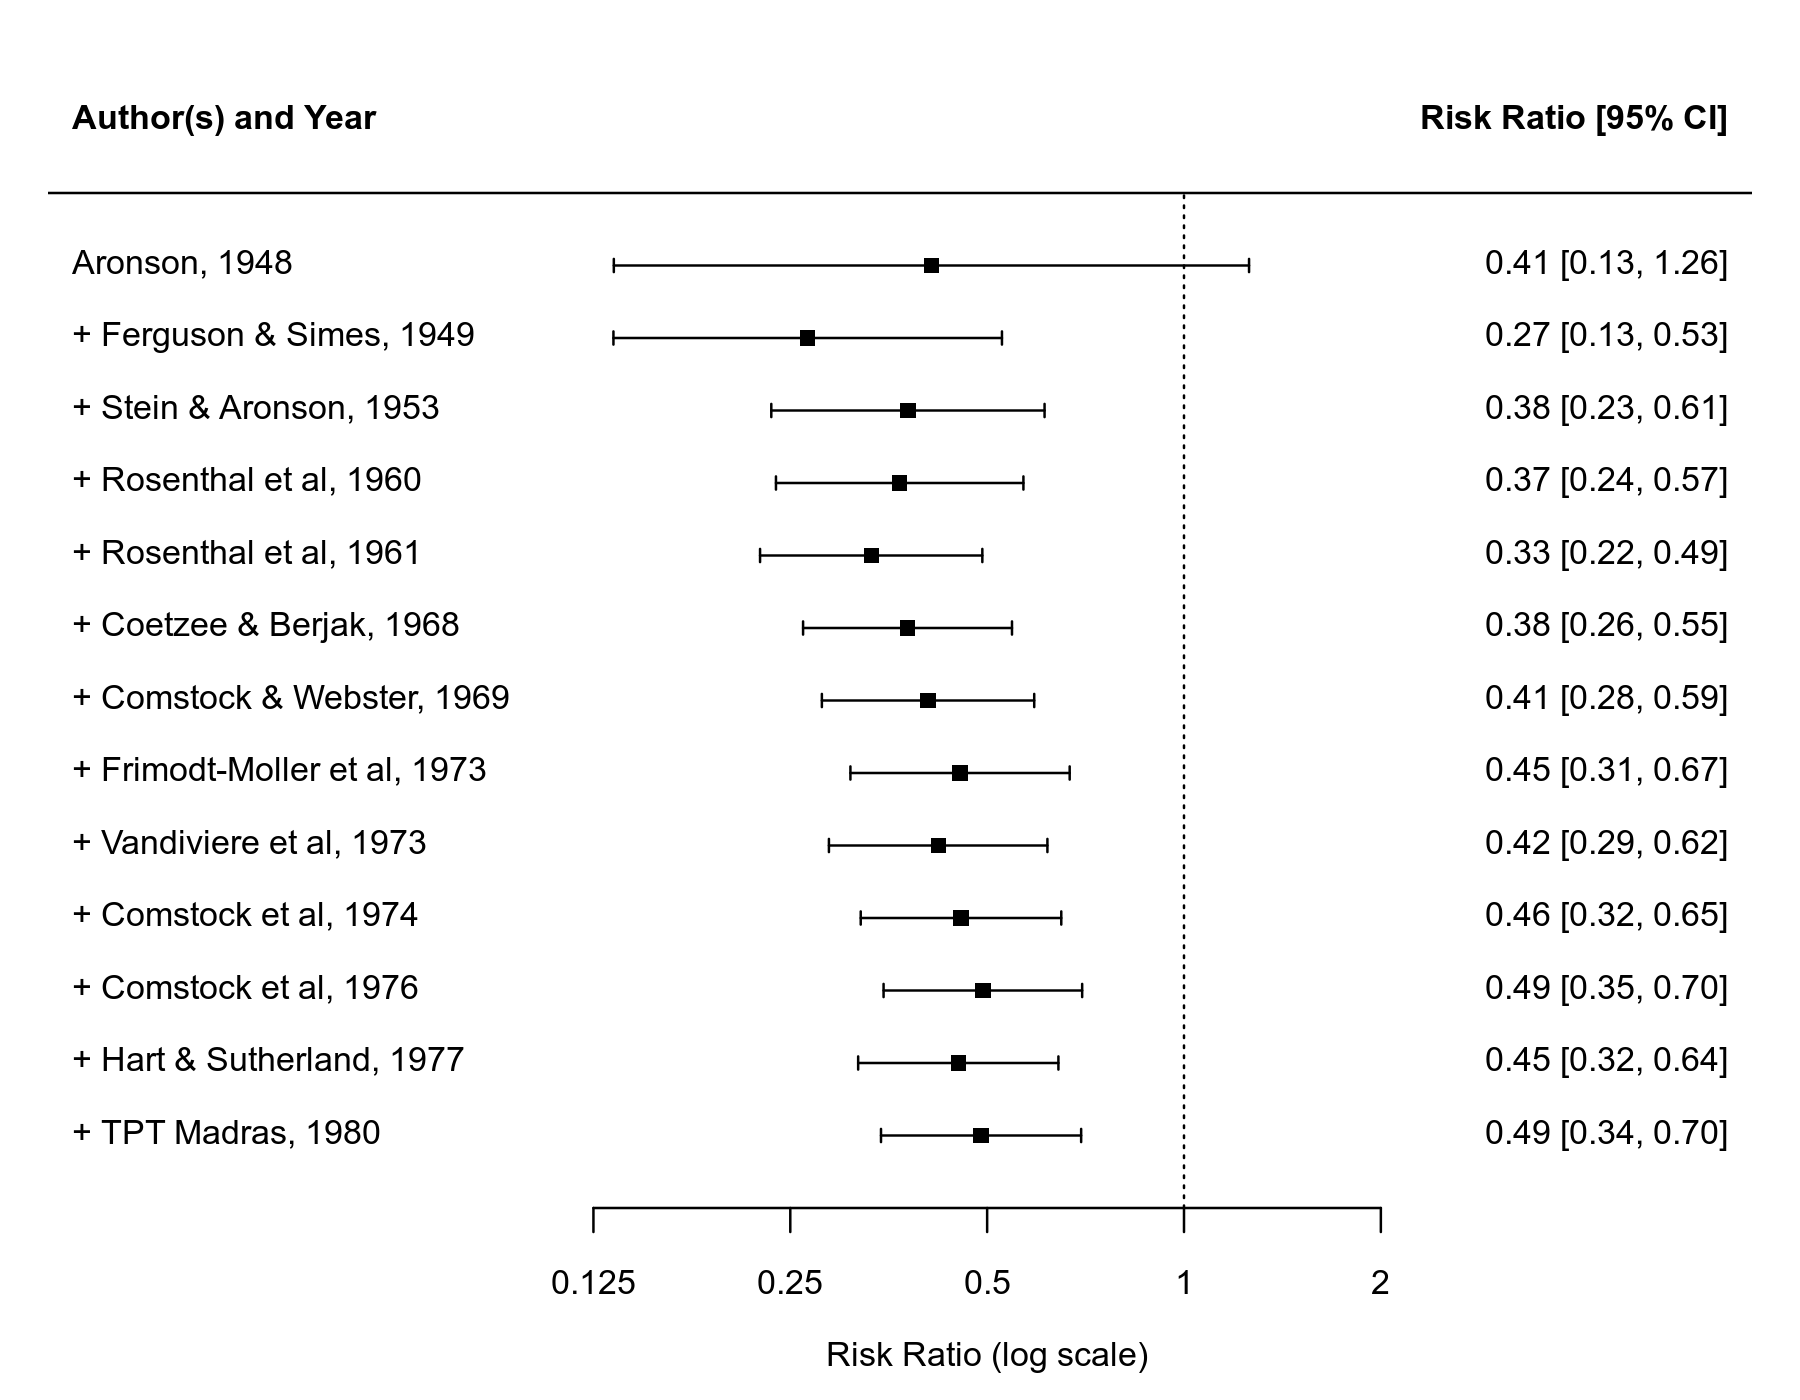 Author(s) and Year Risk Ratio [95% CI]
Aronson, 1948 0.41 [0.13, 1.26]
+ Ferguson & Simes, 1949 0.27 [0.13, 0.53]
+ Stein & Aronson, 1953 0.38 [0.23, 0.61]
+ Rosenthal et al, 1960 0.37 [0.24, 0.57]
+ Rosenthal et al, 1961 0.33 [0.22, 0.49]
+ Coetzee & Berjak, 1968 0.38 [0.26, 0.55]
+ Comstock & Webster, 1969 0.41 [0.28, 0.59]
+ Frimodt-Moller et al, 1973 0.45 [0.31, 0.67]
+ Vandiviere et al, 1973 0.42 [0.29, 0.62]
+ Comstock et al, 1974 0.46 [0.32, 0.65]
+ Comstock et al, 1976 0.49 [0.35, 0.70]
+ Hart & Sutherland, 1977 0.45 [0.32, 0.64]
+ TPT Madras, 1980 0.49 [0.34, 0.70]
0.125 0.25 0.5 1 2
Risk Ratio (log scale)